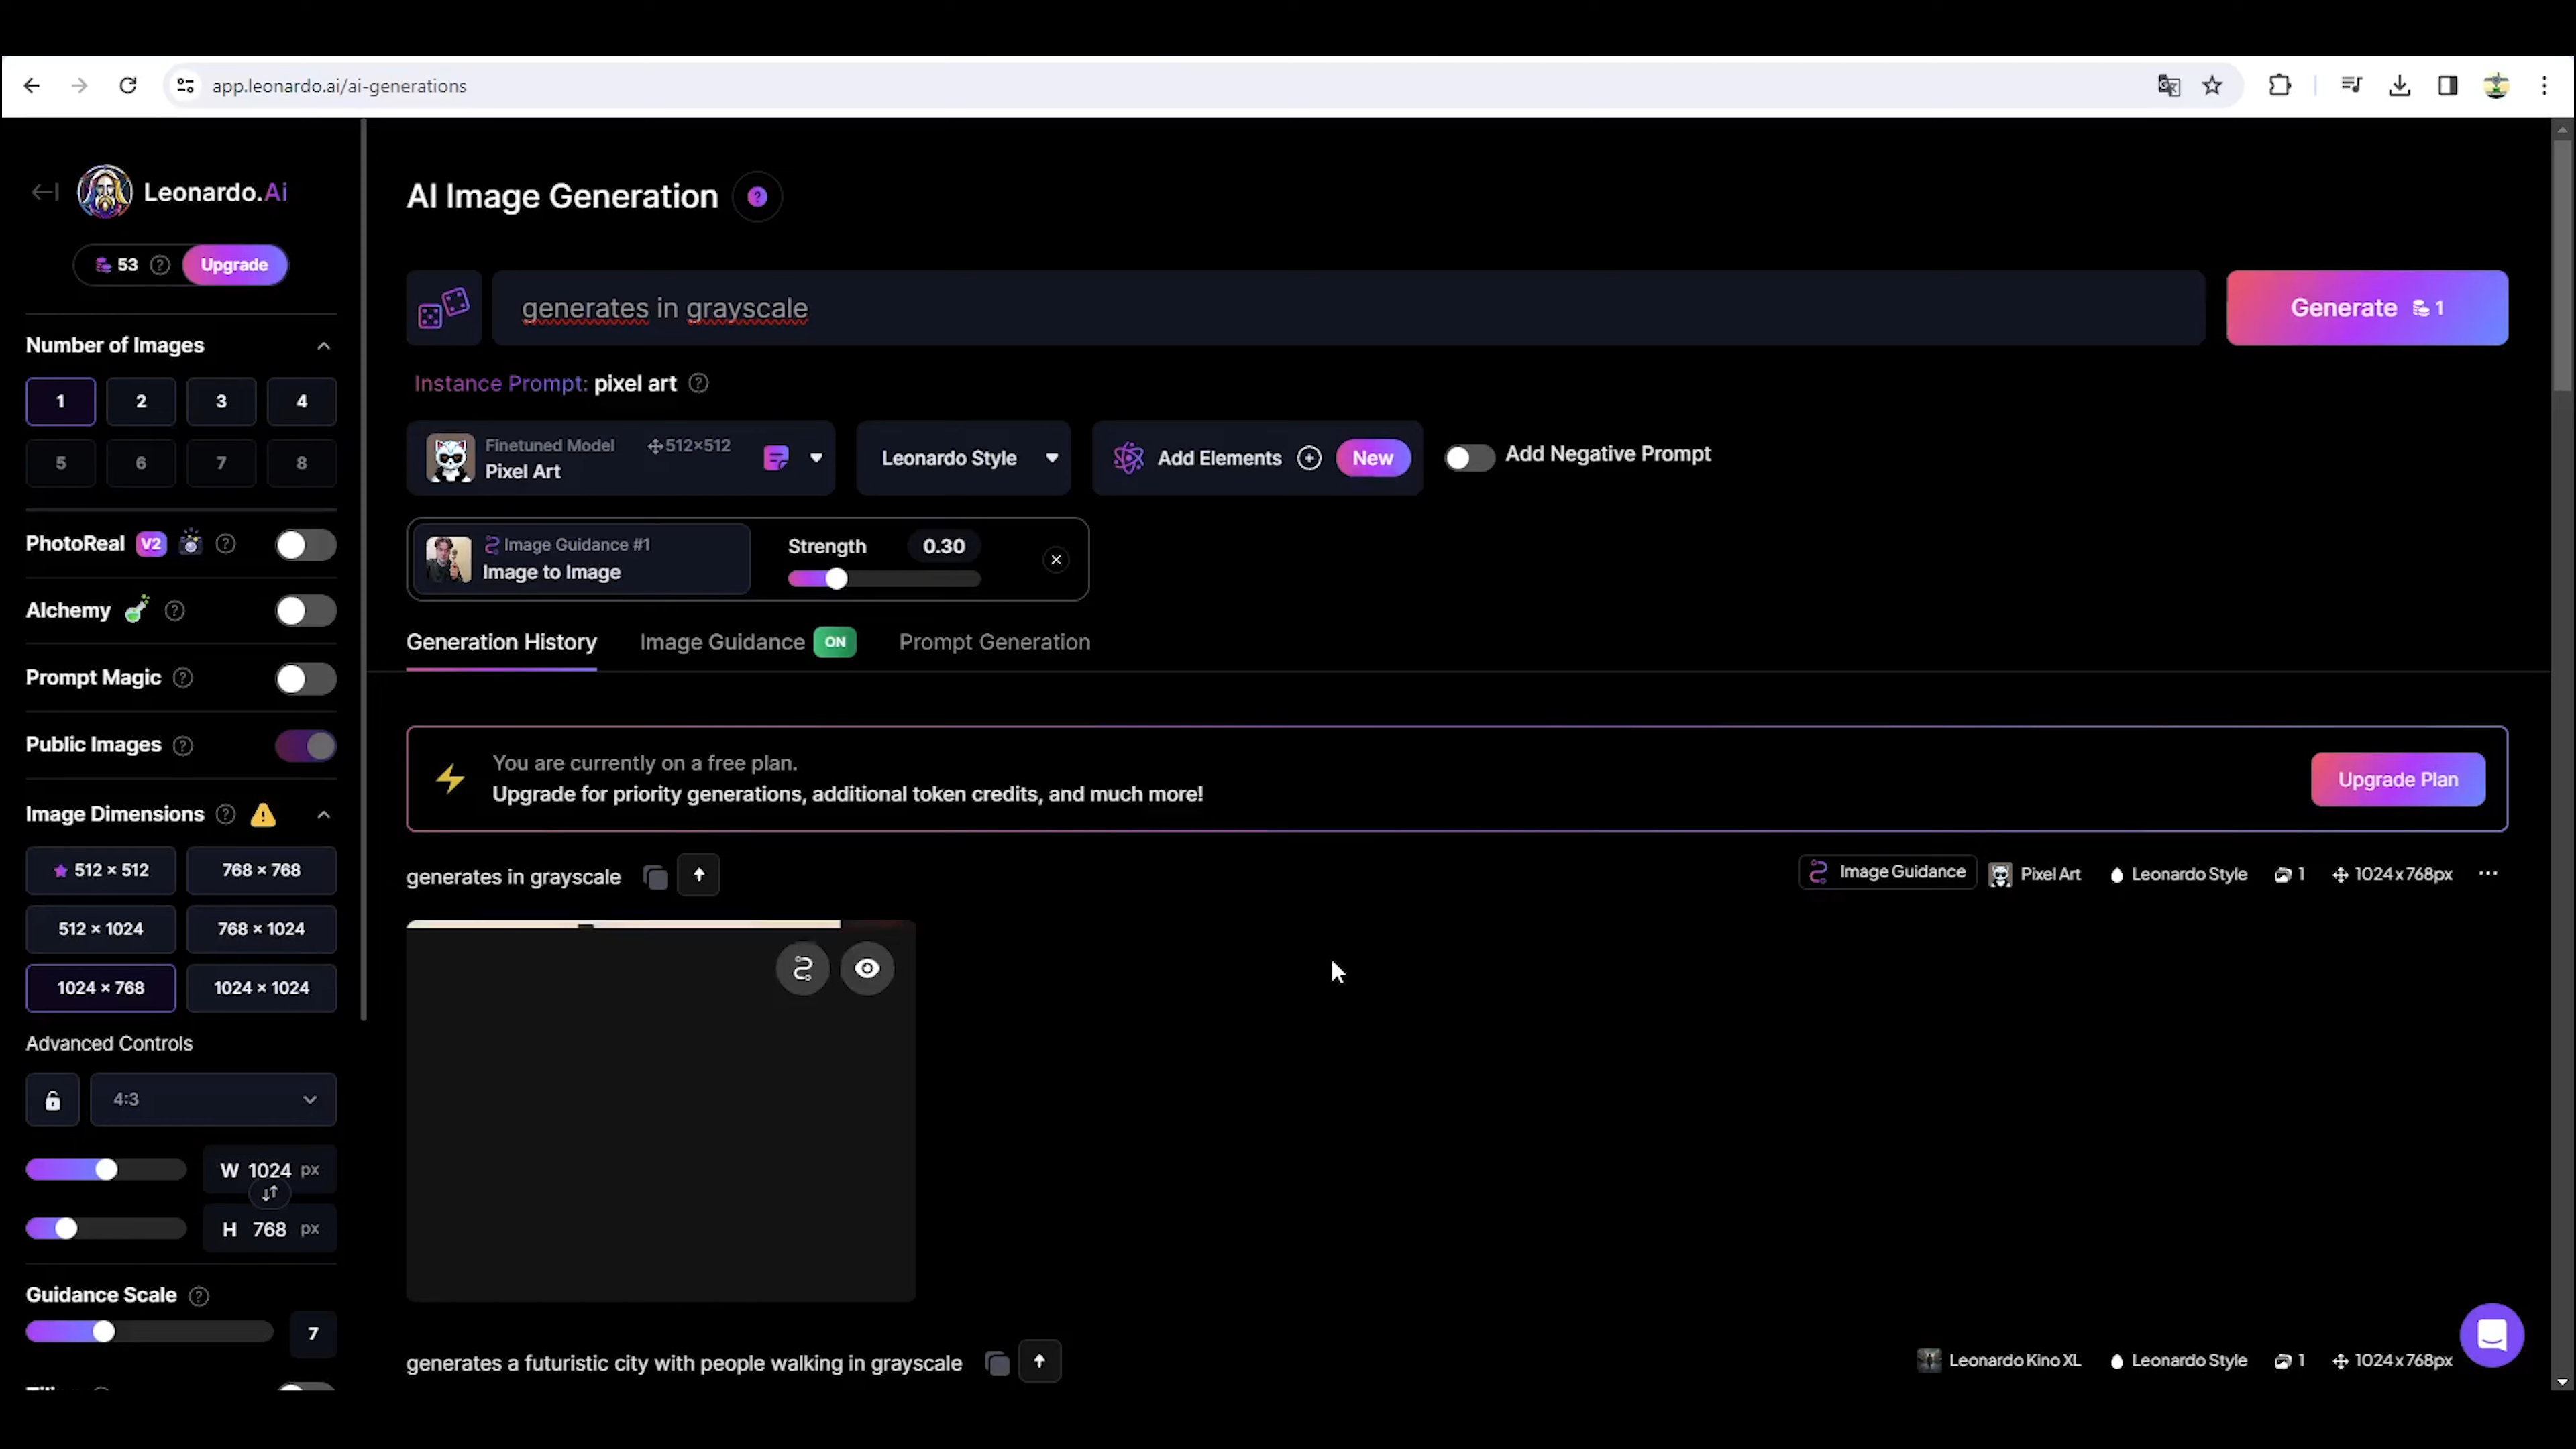 app.leonardo.ai/ai-generations
Leonardo.Ai
53 ? Upgrade
Number of Images
1 2 3 4
5 6 7 8
PhotoReal V2 ?
Alchemy ?
Prompt Magic ?
Public Images ?
Image Dimensions ?
512 × 512 768 × 768
512 × 1024 768 × 1024
1024 × 768 1024 × 1024
Advanced Controls
4:3
W 1024 px
H 768 px
Guidance Scale ?
7
AI Image Generation ?
generates in grayscale
Generate 1
Instance Prompt: pixel art ?
Finetuned Model 512×512
Pixel Art
Leonardo Style
Add Elements New
Add Negative Prompt
Image Guidance #1
Image to Image
Strength 0.30
Generation History Image Guidance ON Prompt Generation
You are currently on a free plan.
Upgrade for priority generations, additional token credits, and much more!
Upgrade Plan
generates in grayscale
Image Guidance Pixel Art Leonardo Style 1 1024x768px
generates a futuristic city with people walking in grayscale
Leonardo Kino XL Leonardo Style 1 1024x768px